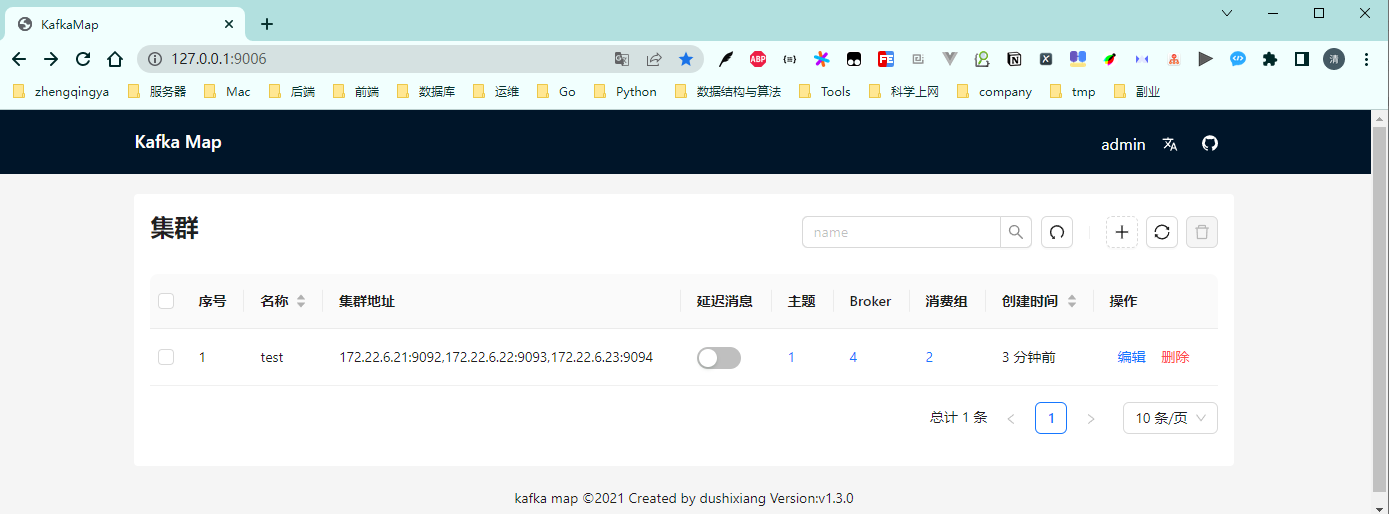 KafkaMap
127.0.0.1:9006
ABP {=} F3 N X 清
zhengqingya 服务器 Mac 后端 前端 数据库 运维 Go Python 数据结构与算法 Tools 科学上网 company tmp 副业
Kafka Map admin
集群 name
序号 名称 集群地址 延迟消息 主题 Broker 消费组 创建时间 操作
1 test 172.22.6.21:9092,172.22.6.22:9093,172.22.6.23:9094 1 4 2 3 分钟前 编辑 删除
总计 1 条 < 1 > 10 条/页
kafka map ©2021 Created by dushixiang Version:v1.3.0